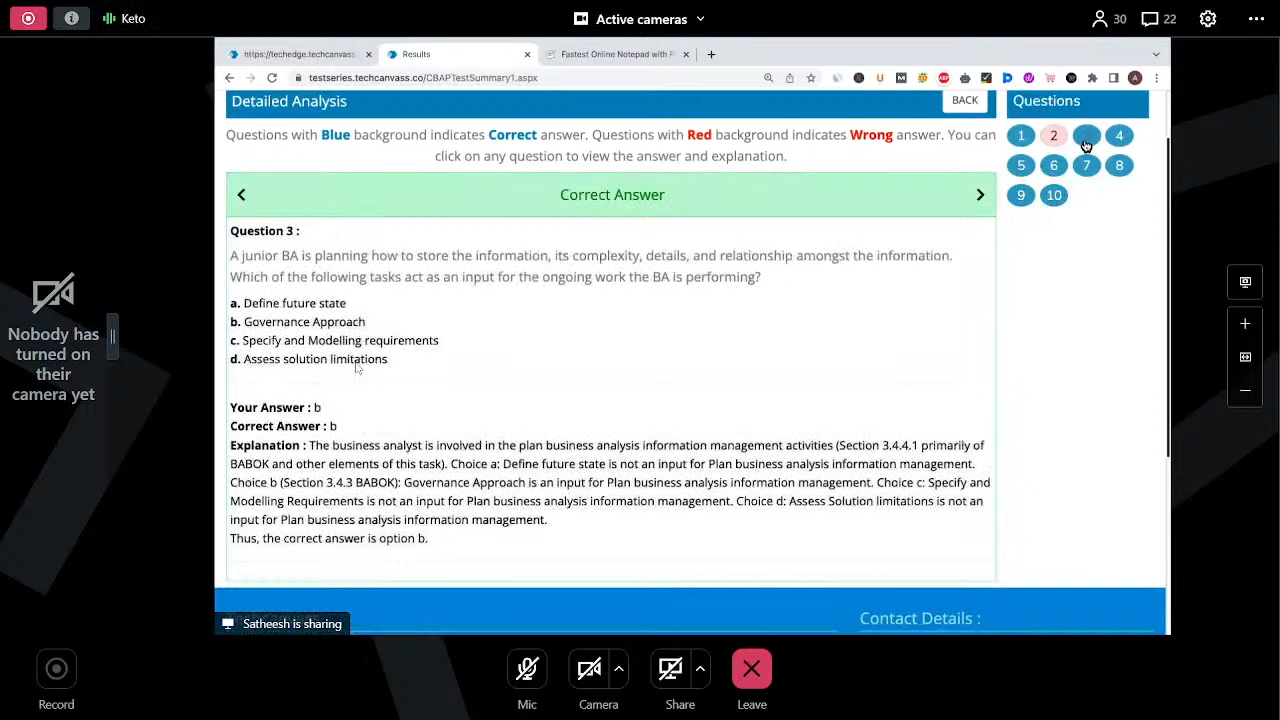 Keto
Active cameras
30
22
https://techedge.techcanvass
Results
Fastest Online Notepad with F
testseries.techcanvass.co/CBAPTestSummary1.aspx
Detailed Analysis
BACK
Questions
Questions with Blue background indicates Correct answer. Questions with Red background indicates Wrong answer. You can
click on any question to view the answer and explanation.
1 2 4
5 6 7 8
9 10
Correct Answer
Question 3 :
A junior BA is planning how to store the information, its complexity, details, and relationship amongst the information.
Which of the following tasks act as an input for the ongoing work the BA is performing?
a. Define future state
b. Governance Approach
c. Specify and Modelling requirements
d. Assess solution limitations
Your Answer : b
Correct Answer : b
Explanation : The business analyst is involved in the plan business analysis information management activities (Section 3.4.4.1 primarily of
BABOK and other elements of this task). Choice a: Define future state is not an input for Plan business analysis information management.
Choice b (Section 3.4.3 BABOK): Governance Approach is an input for Plan business analysis information management. Choice c: Specify and
Modelling Requirements is not an input for Plan business analysis information management. Choice d: Assess Solution limitations is not an
input for Plan business analysis information management.
Thus, the correct answer is option b.
Nobody has
turned on
their
camera yet
Contact Details :
Satheesh is sharing
Record
Mic
Camera
Share
Leave